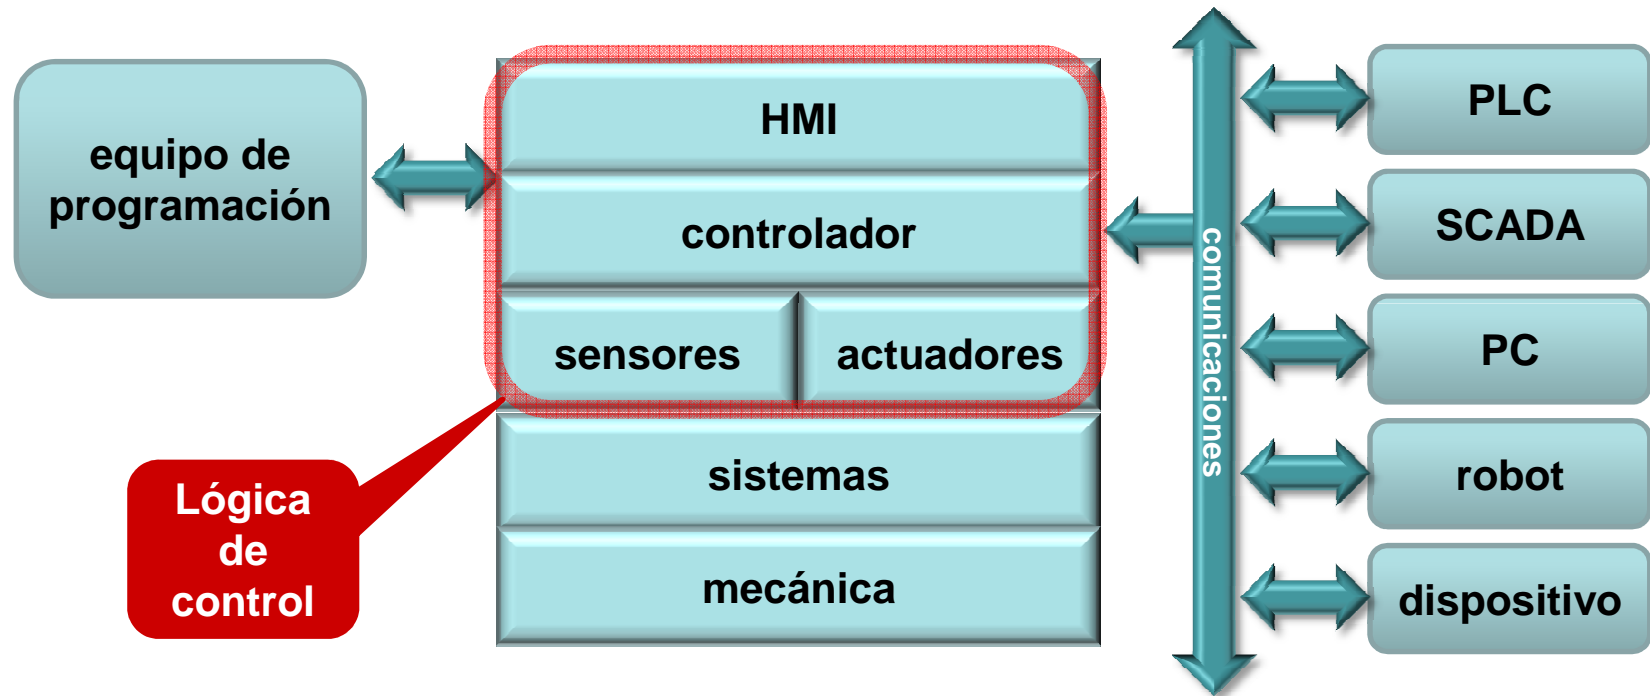 equipo de
programación
HMI
controlador
sensores
actuadores
sistemas
mecánica
Lógica
de
control
comunicaciones
PLC
SCADA
PC
robot
dispositivo